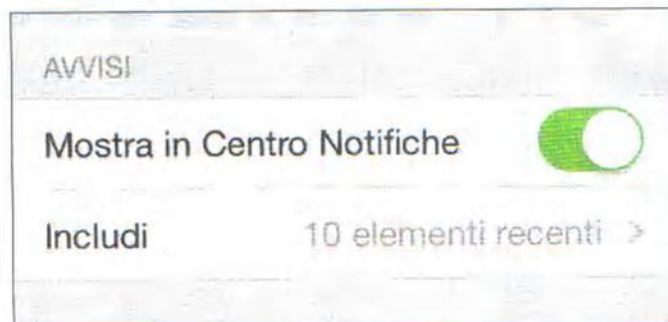 AVVISI
Mostra in Centro Notifiche
Includi 10 elementi recenti >